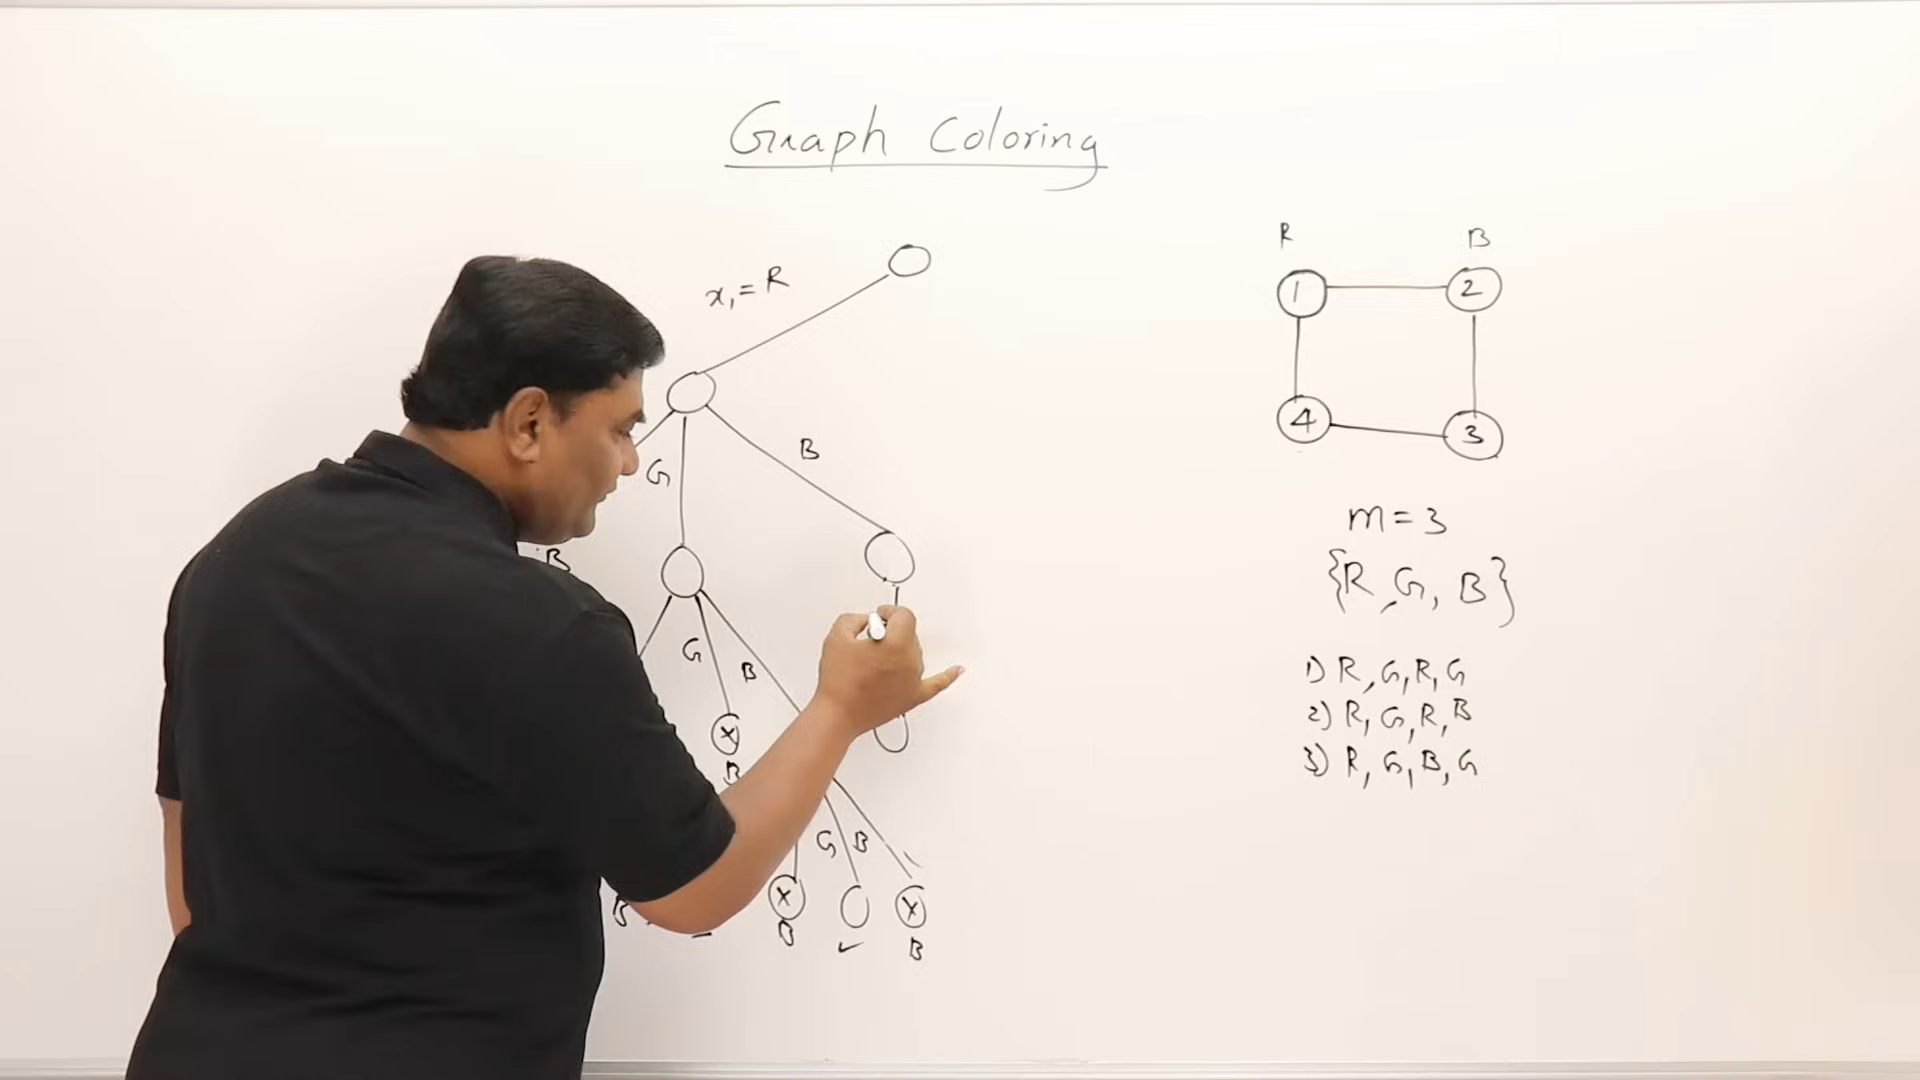 Graph Coloring
x₁ = R
G
B
B
G
B
X
B
G
B
B
X
X
B
✓
B
R
B
1
2
4
3
m = 3
{R, G, B}
1) R, G, R, G
2) R, G, R, B
3) R, G, B, G